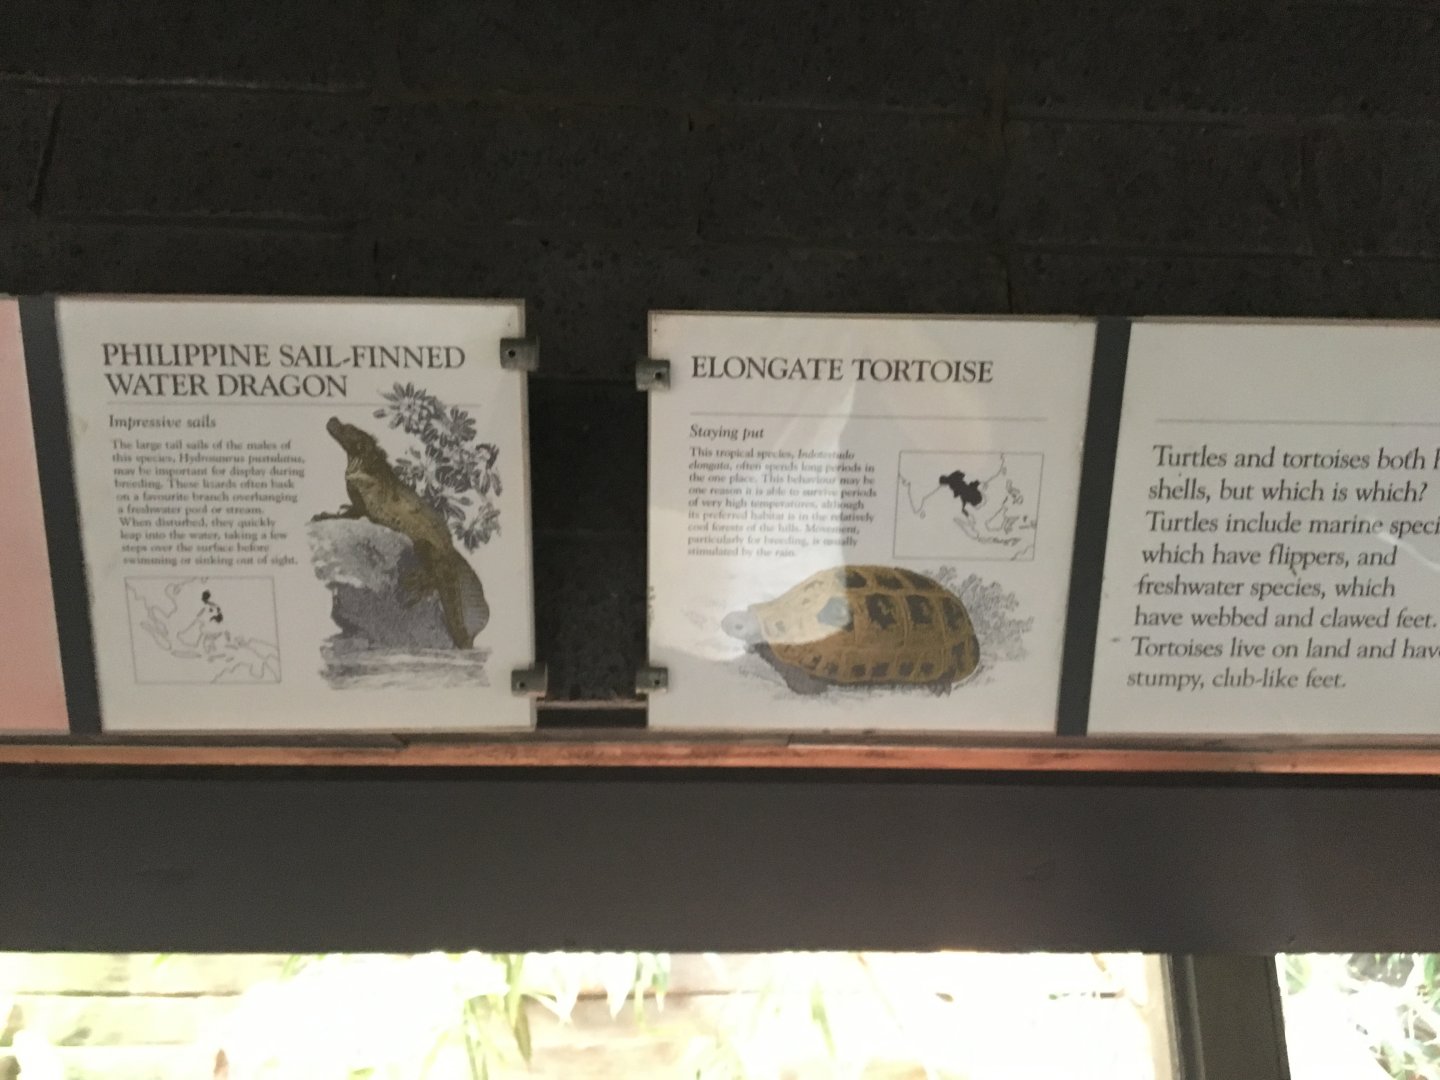 PHILIPPINE SAIL-FINNED
WATER DRAGON
Impressive sails
The large tail sails of the males of
this species, Hydrosaurus pustulatus,
may be important for display during
breeding. These lizards often bask
on a favourite branch overhanging
a freshwater pool or stream.
When disturbed, they quickly
leap into the water, taking a few
steps over the surface before
swimming or sinking out of sight.
ELONGATE TORTOISE
Staying put
This tropical species, Indotestudo
elongata, often spends long periods in
the one place. This behaviour may be
one reason it is able to survive periods
of very high temperatures, although
its preferred habitat is in the relatively
cool forests of the hills. Movement,
particularly for breeding, is usually
stimulated by the rain.
Turtles and tortoises both h
shells, but which is which?
Turtles include marine speci
which have flippers, and
freshwater species, which
have webbed and clawed feet.
Tortoises live on land and hav
stumpy, club-like feet.